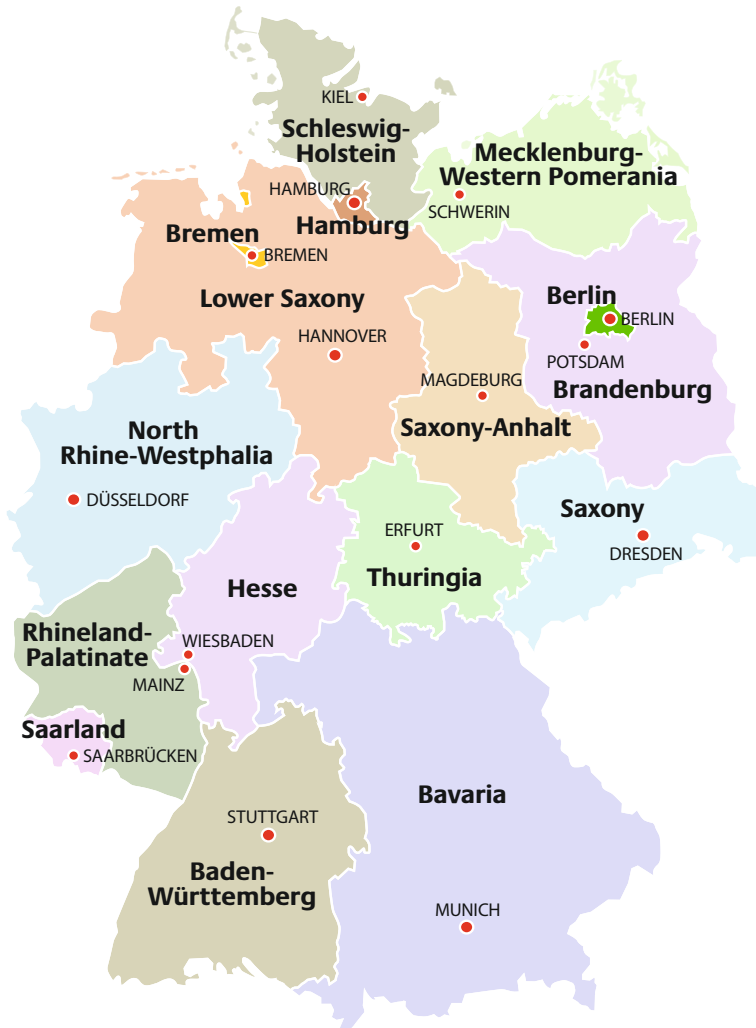 KIEL
Schleswig-
Holstein
Mecklenburg-
Western Pomerania
HAMBURG
SCHWERIN
Hamburg
Bremen
BREMEN
Lower Saxony
Berlin
BERLIN
HANNOVER
POTSDAM
MAGDEBURG
Brandenburg
North
Rhine-Westphalia
Saxony-Anhalt
DÜSSELDORF
Saxony
ERFURT
DRESDEN
Thuringia
Hesse
Rhineland-
Palatinate
WIESBADEN
MAINZ
Saarland
SAARBRÜCKEN
Bavaria
STUTTGART
Baden-
Württemberg
MUNICH